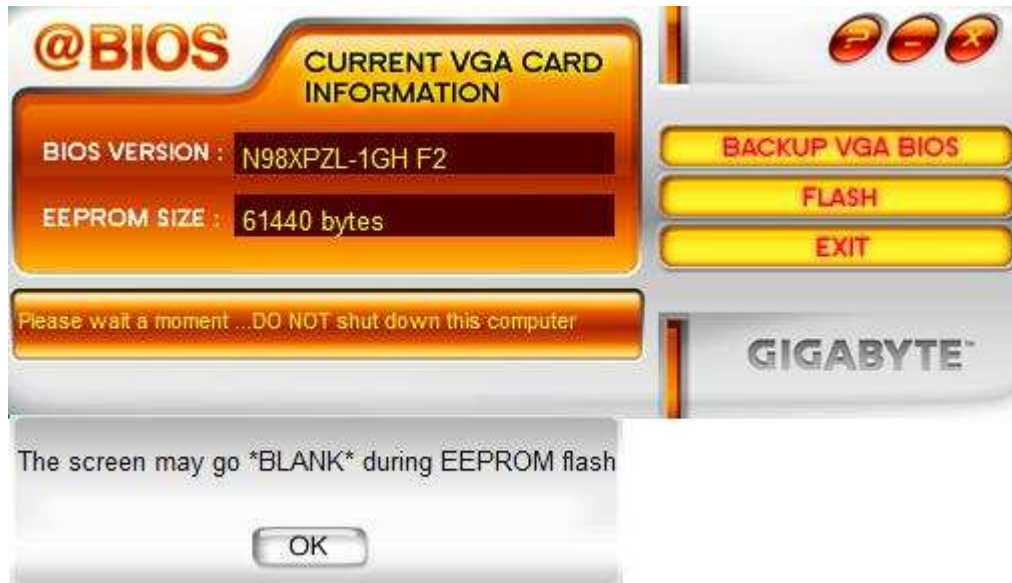 @BIOS
CURRENT VGA CARD
INFORMATION
BIOS VERSION :
N98XPZL-1GH F2
EEPROM SIZE :
61440 bytes
Please wait a moment ...DO NOT shut down this computer
? - X
BACKUP VGA BIOS
FLASH
EXIT
GIGABYTE™
The screen may go *BLANK* during EEPROM flash
OK